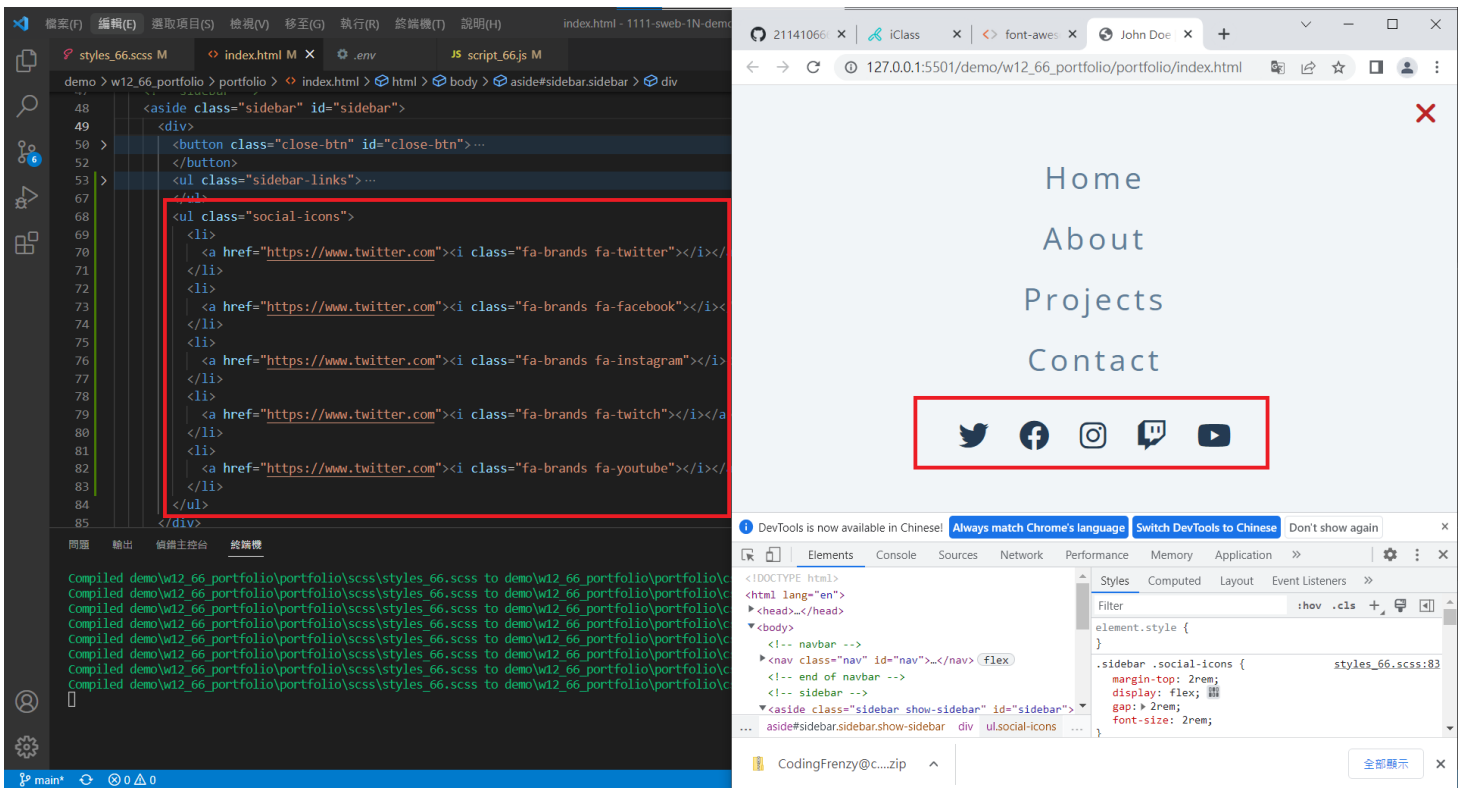 檔案(F) 編輯(E) 選取項目(S) 檢視(V) 移至(G) 執行(R) 終端機(T) 說明(H) index.html - 1111-sweb-1N-demo
styles_66.scss M index.html M .env JS script_66.js M
demo > w12_66_portfolio > portfolio > index.html > html > body > aside#sidebar.sidebar > div
48 <aside class="sidebar" id="sidebar">
49 <div>
50 <button class="close-btn" id="close-btn">…
52 </button>
53 <ul class="sidebar-links">…
67 </ul>
68 <ul class="social-icons">
69 <li>
70 <a href="https://www.twitter.com"><i class="fa-brands fa-twitter"></i></
71 </li>
72 <li>
73 <a href="https://www.twitter.com"><i class="fa-brands fa-facebook"></i><
74 </li>
75 <li>
76 <a href="https://www.twitter.com"><i class="fa-brands fa-instagram"></i>
77 </li>
78 <li>
79 <a href="https://www.twitter.com"><i class="fa-brands fa-twitch"></i></a
80 </li>
81 <li>
82 <a href="https://www.twitter.com"><i class="fa-brands fa-youtube"></i></
83 </li>
84 </ul>
85 </div>
6
問題 輸出 偵錯主控台 終端機
Compiled demo\w12_66_portfolio\portfolio\scss\styles_66.scss to demo\w12_66_portfolio\portfolio\c
Compiled demo\w12_66_portfolio\portfolio\scss\styles_66.scss to demo\w12_66_portfolio\portfolio\c
Compiled demo\w12_66_portfolio\portfolio\scss\styles_66.scss to demo\w12_66_portfolio\portfolio\c
Compiled demo\w12_66_portfolio\portfolio\scss\styles_66.scss to demo\w12_66_portfolio\portfolio\c
Compiled demo\w12_66_portfolio\portfolio\scss\styles_66.scss to demo\w12_66_portfolio\portfolio\c
Compiled demo\w12_66_portfolio\portfolio\scss\styles_66.scss to demo\w12_66_portfolio\portfolio\c
Compiled demo\w12_66_portfolio\portfolio\scss\styles_66.scss to demo\w12_66_portfolio\portfolio\c
Compiled demo\w12_66_portfolio\portfolio\scss\styles_66.scss to demo\w12_66_portfolio\portfolio\c
main* 0 0
21141066 iClass font-awes John Doe
127.0.0.1:5501/demo/w12_66_portfolio/portfolio/index.html
Home
About
Projects
Contact
DevTools is now available in Chinese! Always match Chrome's language Switch DevTools to Chinese Don't show again
Elements Console Sources Network Performance Memory Application »
<!DOCTYPE html>
<html lang="en">
<head>…</head>
<body>
<!-- navbar -->
<nav class="nav" id="nav">…</nav> flex
<!-- end of navbar -->
<!-- sidebar -->
<aside class="sidebar show-sidebar" id="sidebar">
... aside#sidebar.sidebar.show-sidebar div ul.social-icons ...
Styles Computed Layout Event Listeners »
Filter :hov .cls +
element.style {
}
.sidebar .social-icons { styles_66.scss:83
margin-top: 2rem;
display: flex;
gap: 2rem;
font-size: 2rem;
}
CodingFrenzy@c....zip 全部顯示